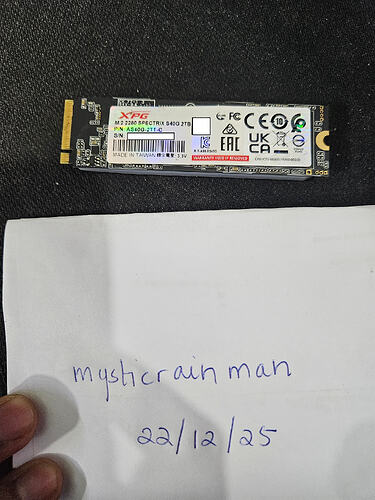 XPG
M.2 2280 SPECTRIX S40G 2TB
P/N: AS40G-2TT-C
S/N:
MADE IN TAIWAN
3.3V
FC
CE
10
UK
CA
WARRANTY VOID IF REMOVED
mysticrainman
22/12/25